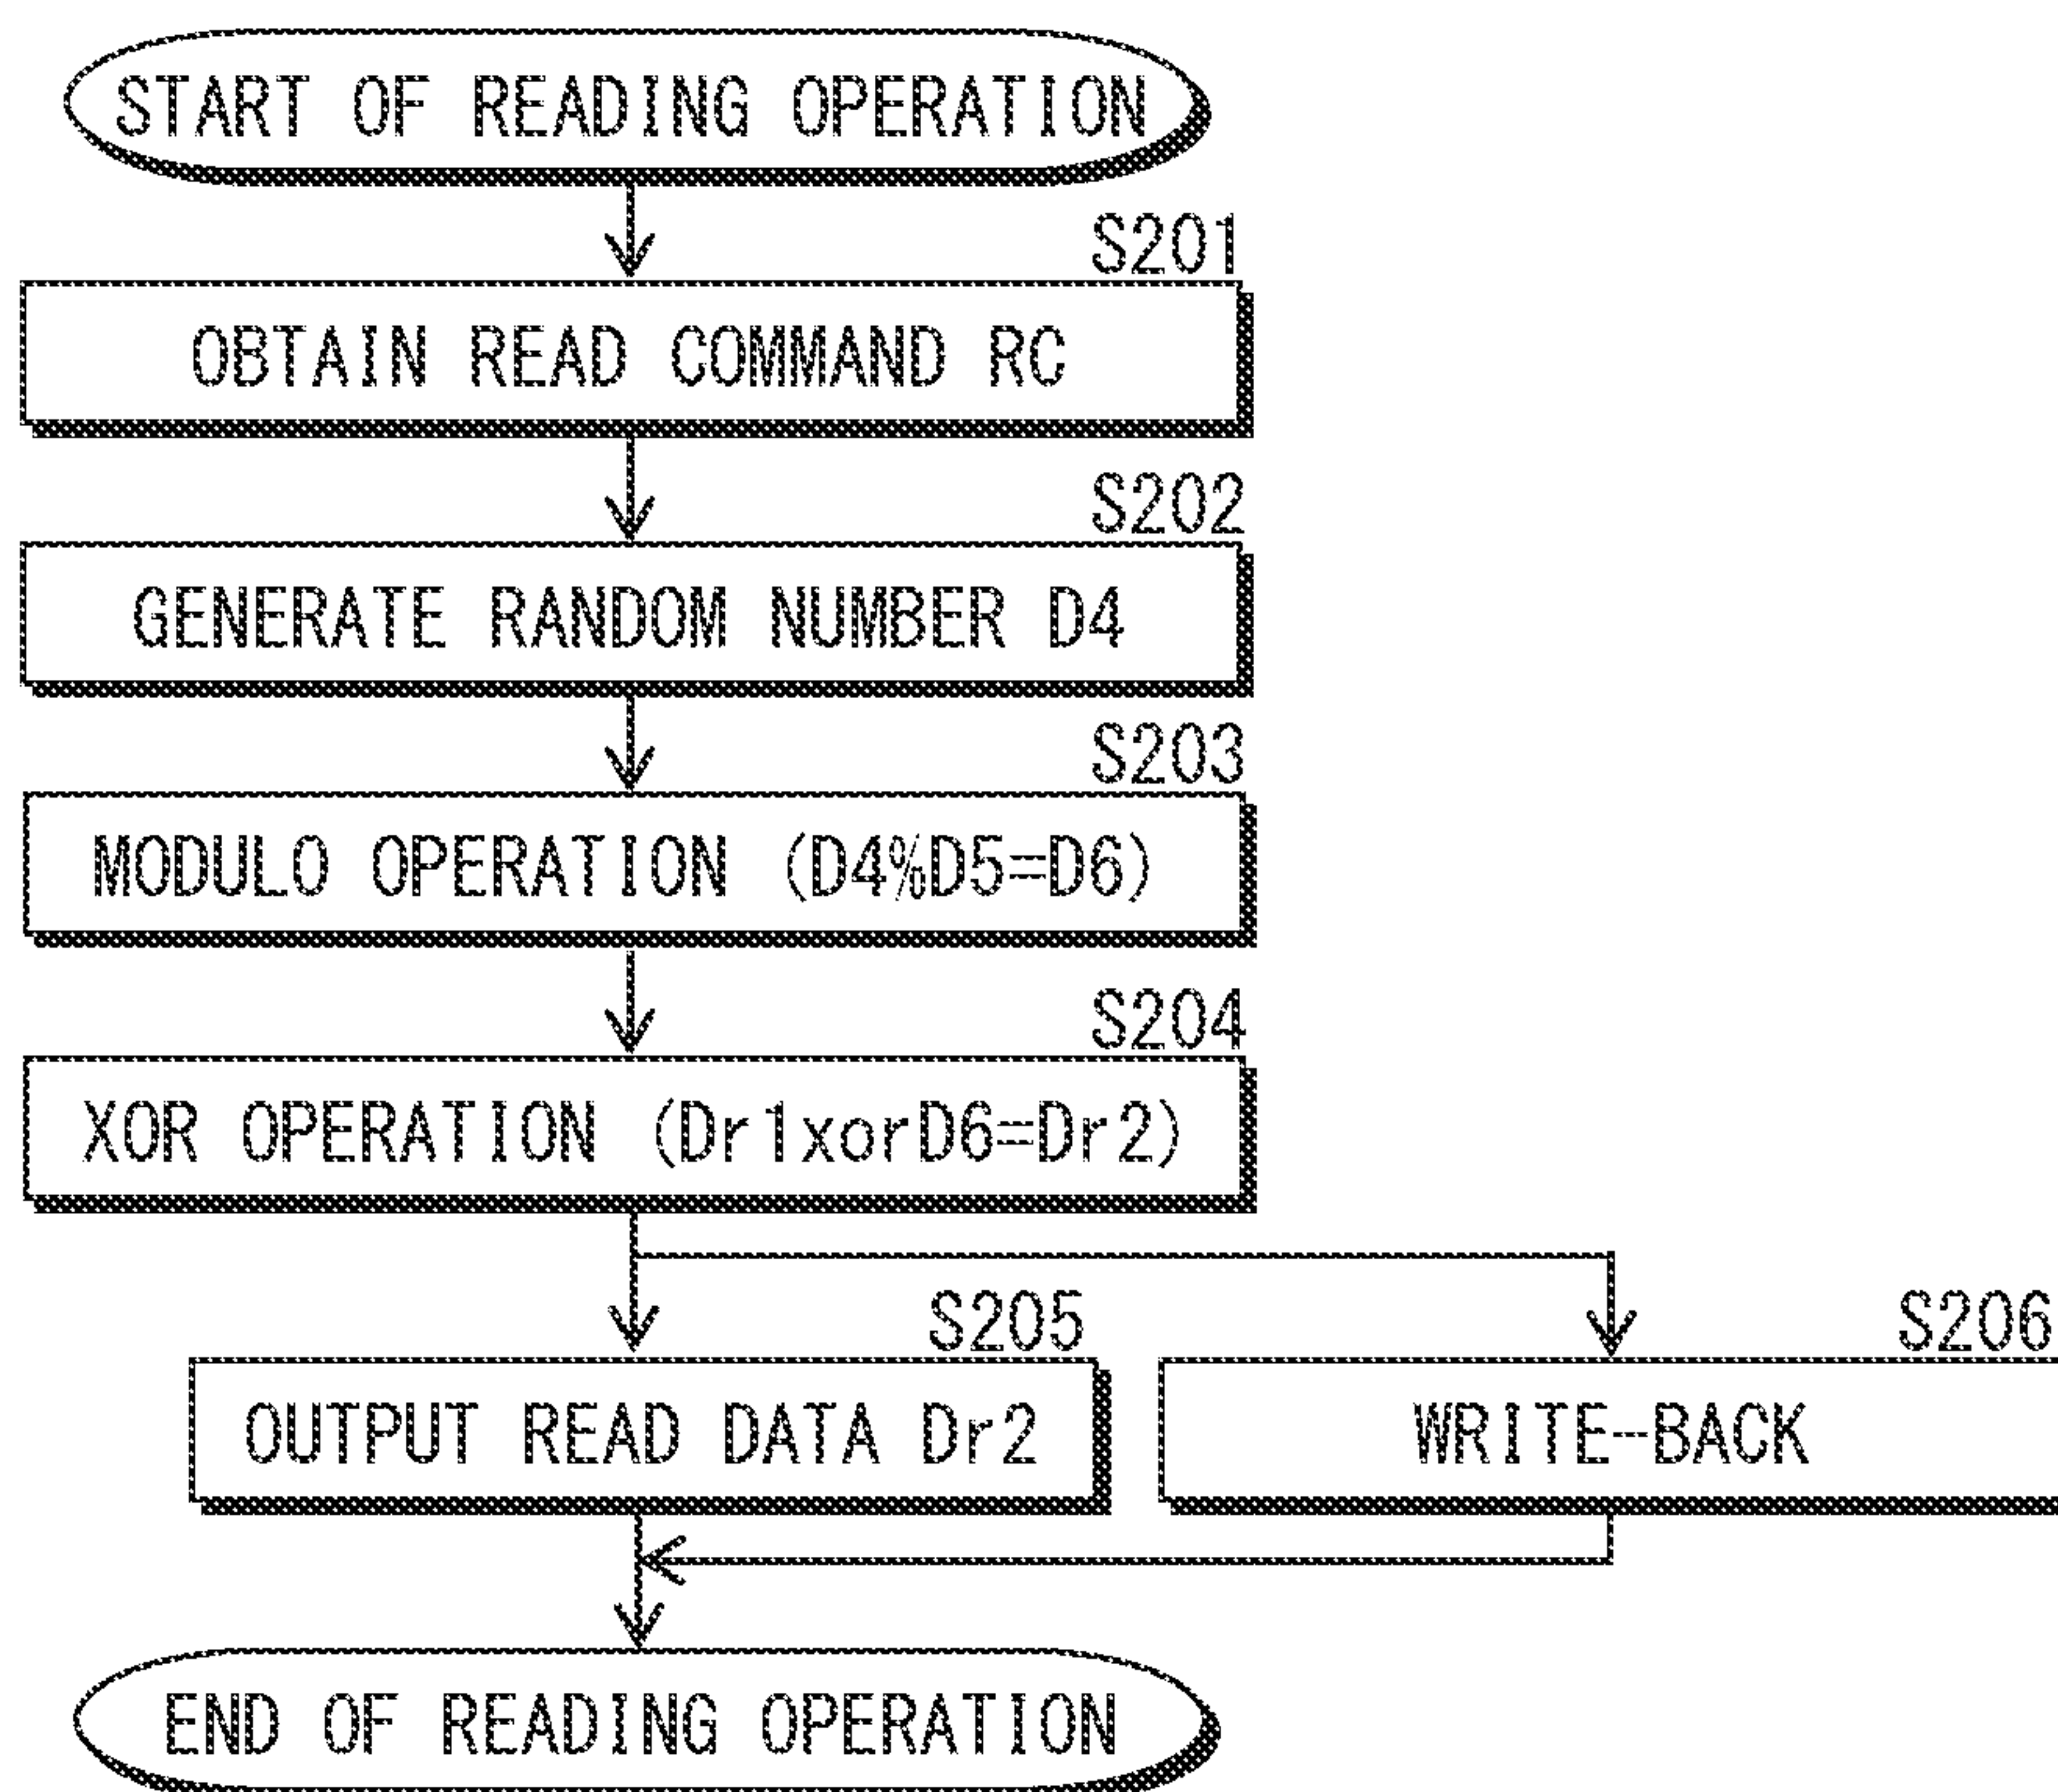 START OF READING OPERATION
S201
OBTAIN READ COMMAND RC
S202
GENERATE RANDOM NUMBER D4
S203
MODULO OPERATION (D4%D5=D6)
S204
XOR OPERATION (Dr1xorD6=Dr2)
S205
OUTPUT READ DATA Dr2
S206
WRITE-BACK
END OF READING OPERATION